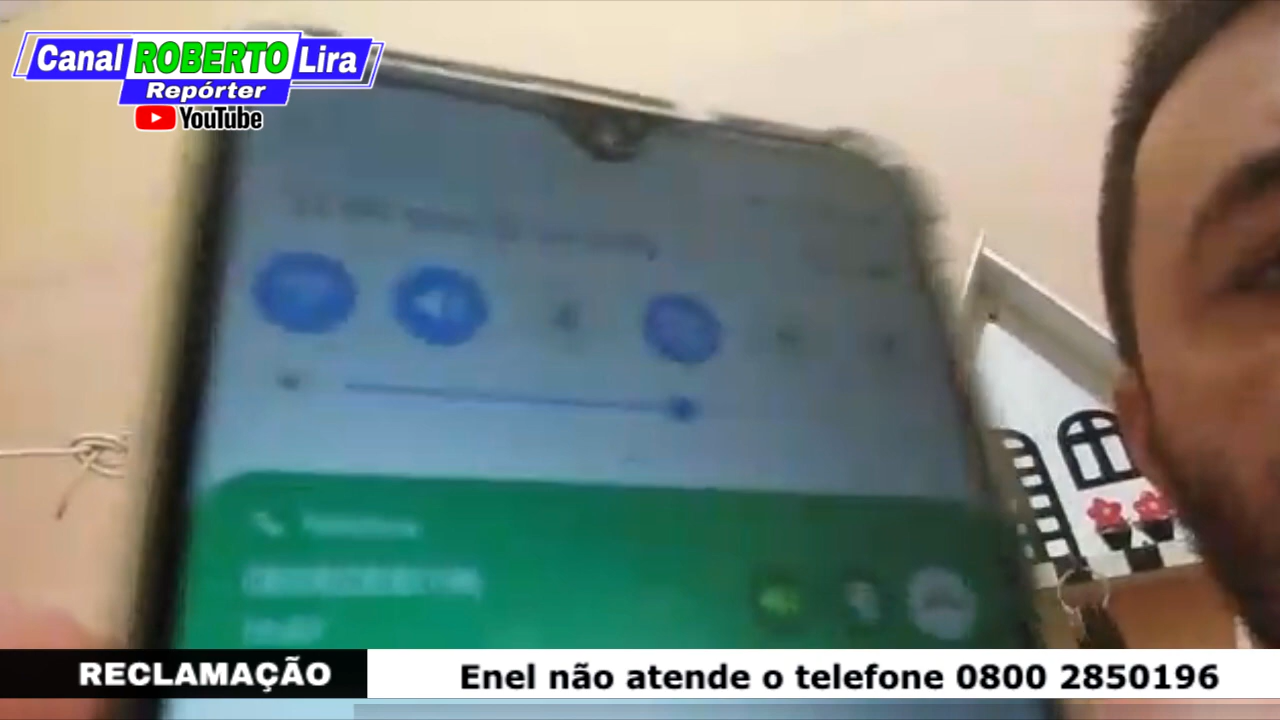 Canal ROBERTO Lira
Repórter
YouTube
RECLAMAÇÃO
Enel não atende o telefone 0800 2850196